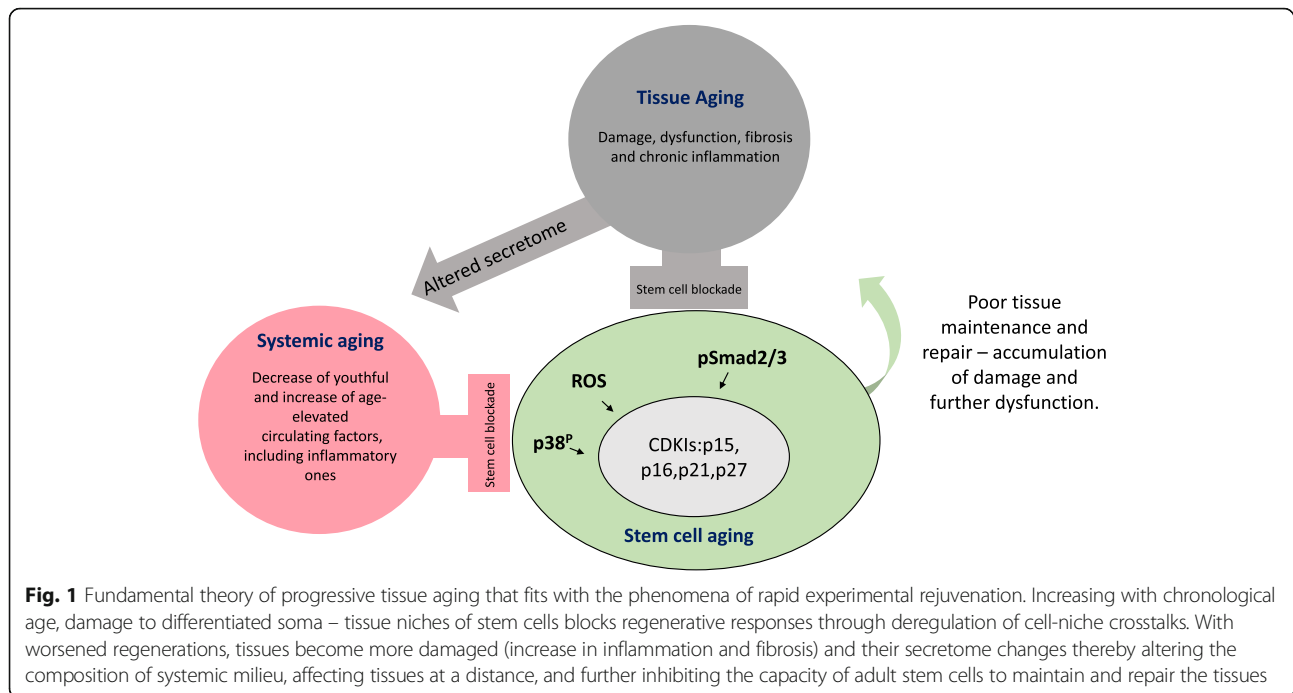 Tissue Aging
Damage, dysfunction, fibrosis
and chronic inflammation
Altered secretome
Stem cell blockade
Systemic aging
Decrease of youthful
and increase of age-
elevated
circulating factors,
including inflammatory
ones
Stem cell blockade
pSmad2/3
ROS
p38ᴾ
CDKIs:p15,
p16,p21,p27
Stem cell aging
Poor tissue
maintenance and
repair – accumulation
of damage and
further dysfunction.
Fig. 1 Fundamental theory of progressive tissue aging that fits with the phenomena of rapid experimental rejuvenation. Increasing with chronological
age, damage to differentiated soma – tissue niches of stem cells blocks regenerative responses through deregulation of cell-niche crosstalks. With
worsened regenerations, tissues become more damaged (increase in inflammation and fibrosis) and their secretome changes thereby altering the
composition of systemic milieu, affecting tissues at a distance, and further inhibiting the capacity of adult stem cells to maintain and repair the tissues